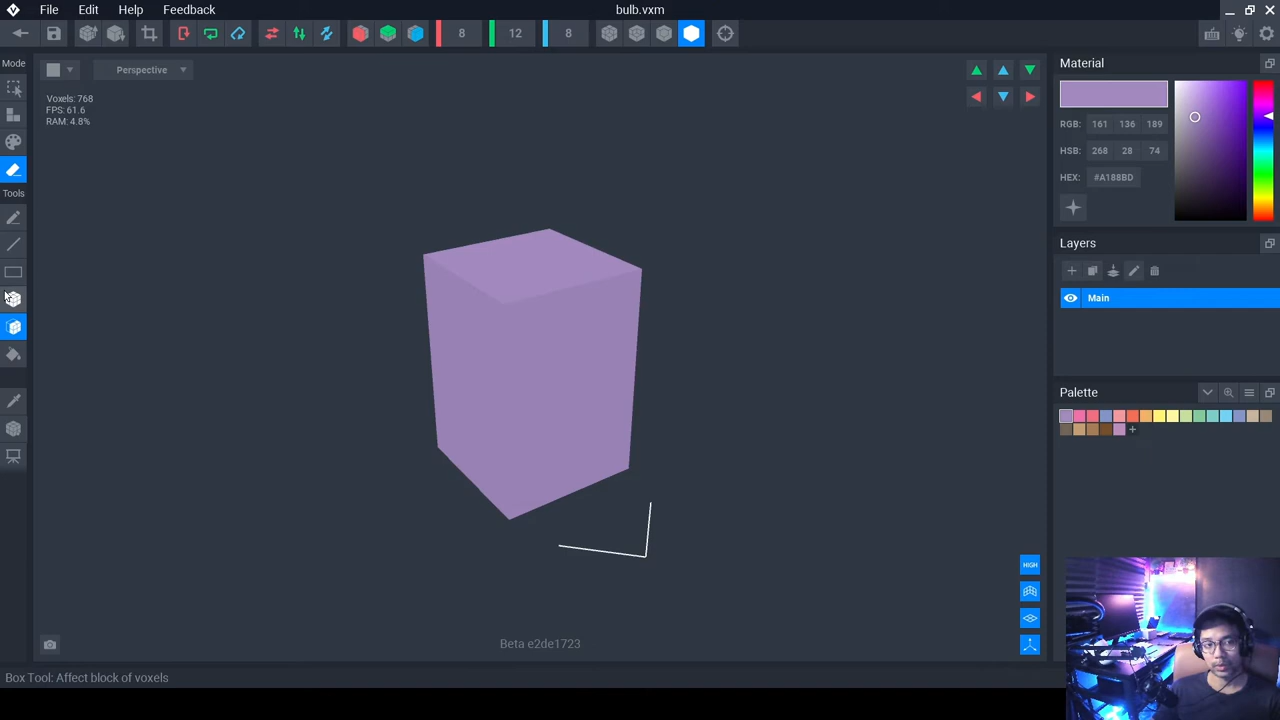 File Edit Help Feedback bulb.vxm
8 12 8
Mode
Perspective
Voxels: 768
FPS: 61.6
RAM: 4.8%
Tools
Material
RGB: 161 136 189
HSB: 268 28 74
HEX: #A188BD
Layers
Main
Palette
HIGH
Beta e2de1723
Box Tool: Affect block of voxels